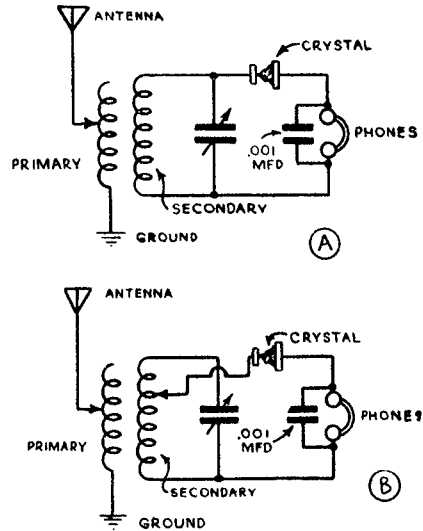 ANTENNA
CRYSTAL
PRIMARY
.001
MFD
PHONES
SECONDARY
GROUND
A
ANTENNA
CRYSTAL
PHONES
PRIMARY
.001
MFD
SECONDARY
B
GROUND